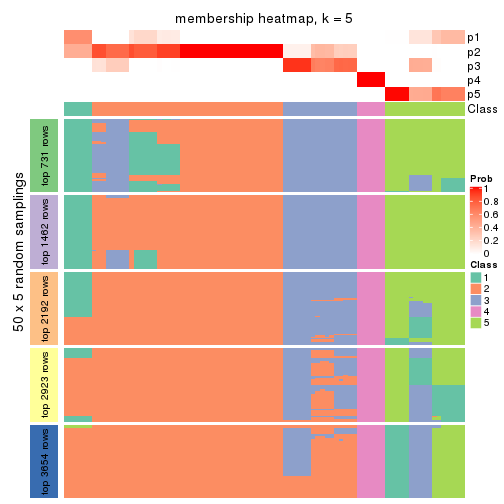 membership heatmap, k = 5
p1
p2
p3
p4
p5
Class
50 x 5 random samplings
top 731 rows
top 1462 rows
top 2192 rows
top 2923 rows
top 3654 rows
Prob
1
0.8
0.6
0.4
0.2
0
Class
1
2
3
4
5